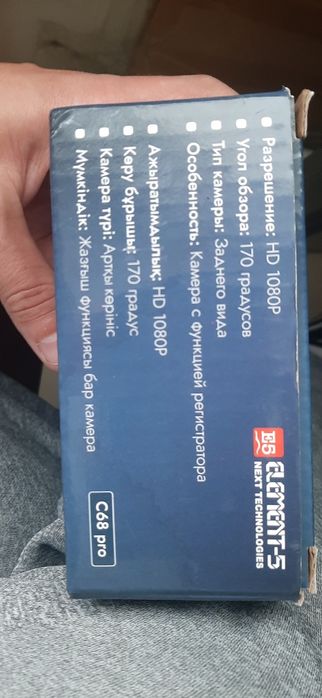 Разрешение: HD 1080P
Угол обзора: 170 градусов
Тип камеры: Заднего вида
Особенность: Камера с функцией регистратора
Ажыратымдылық: HD 1080P
Көру бұрышы: 170 градус
Камера түрі: Артқы көрініс
Мүмкіндік: Жазғыш функциясы бар камера
E5 ELEMENT-5
NEXT TECHNOLOGIES
C68 pro